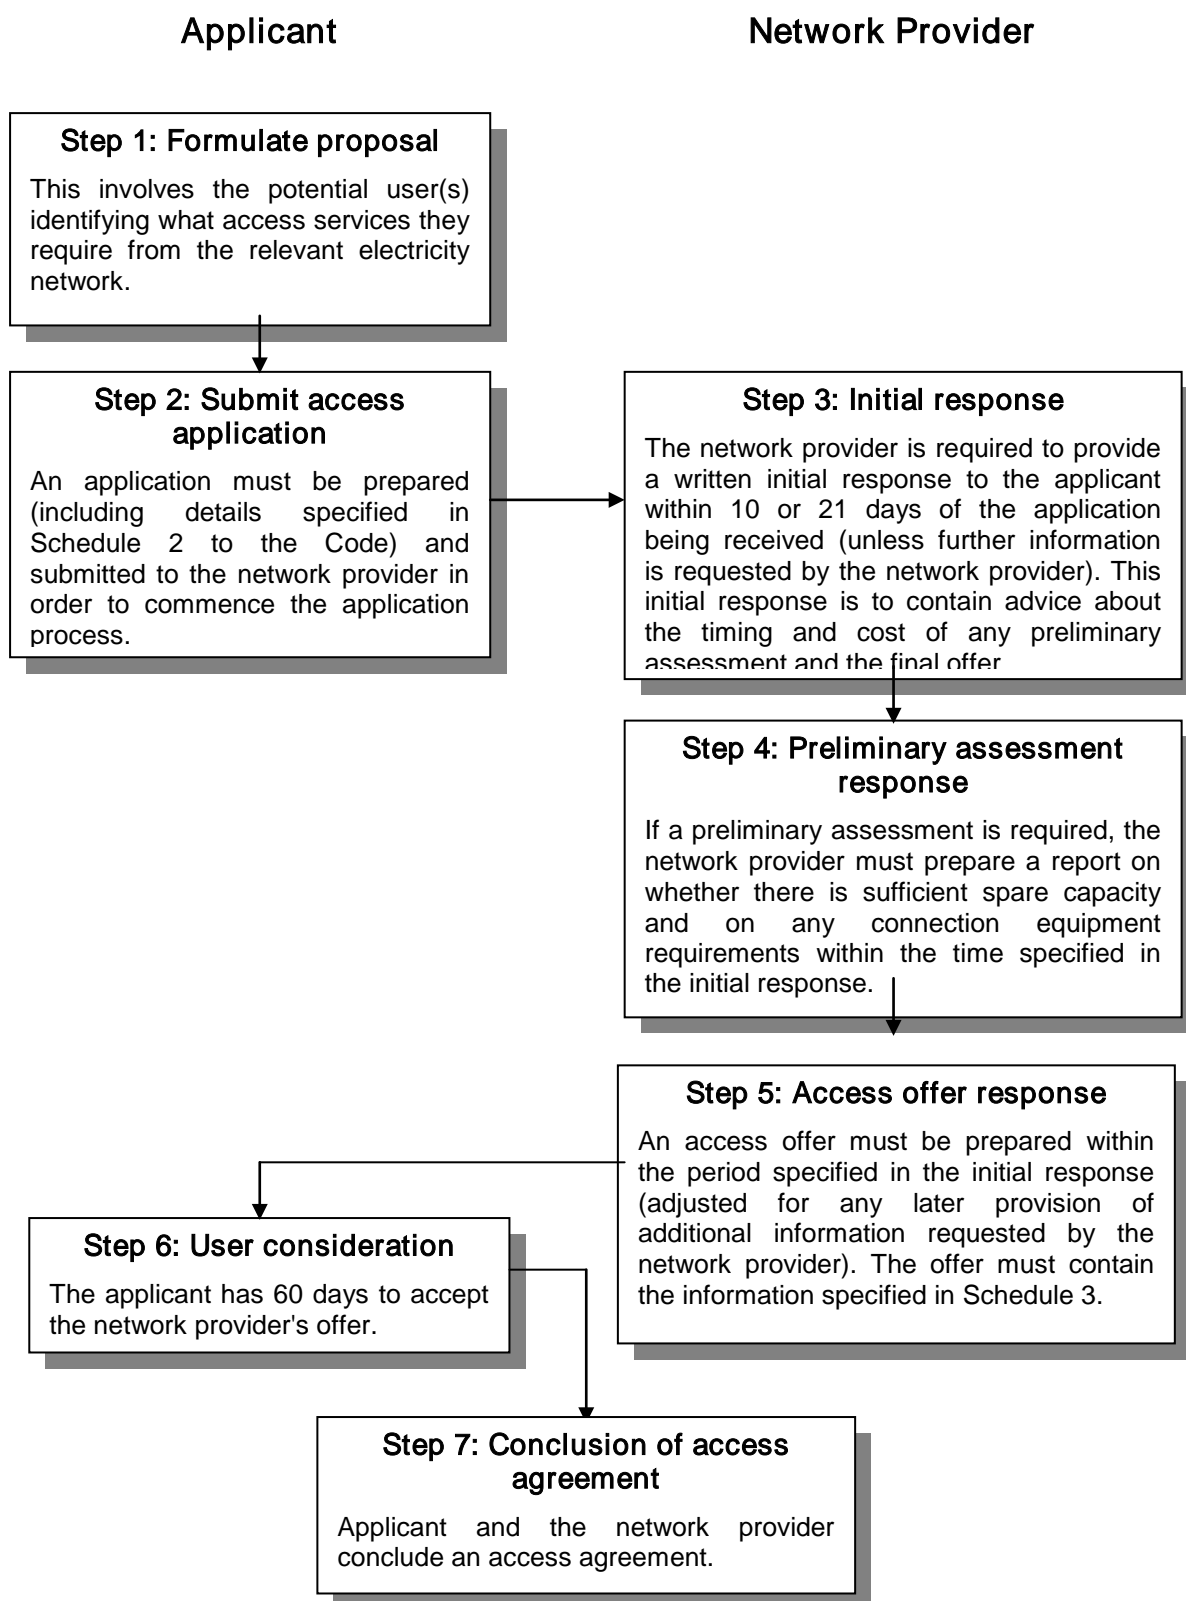 Applicant
Network Provider
Step 1: Formulate proposal
This involves the potential user(s)
identifying what access services they
require from the relevant electricity
network.
Step 2: Submit access
application
An application must be prepared
(including details specified in
Schedule 2 to the Code) and
submitted to the network provider in
order to commence the application
process.
Step 3: Initial response
The network provider is required to provide
a written initial response to the applicant
within 10 or 21 days of the application
being received (unless further information
is requested by the network provider). This
initial response is to contain advice about
the timing and cost of any preliminary
assessment and the final offer
Step 4: Preliminary assessment
response
If a preliminary assessment is required, the
network provider must prepare a report on
whether there is sufficient spare capacity
and on any connection equipment
requirements within the time specified in
the initial response.
Step 5: Access offer response
An access offer must be prepared within
the period specified in the initial response
(adjusted for any later provision of
additional information requested by the
network provider). The offer must contain
the information specified in Schedule 3.
Step 6: User consideration
The applicant has 60 days to accept
the network provider's offer.
Step 7: Conclusion of access
agreement
Applicant and the network provider
conclude an access agreement.